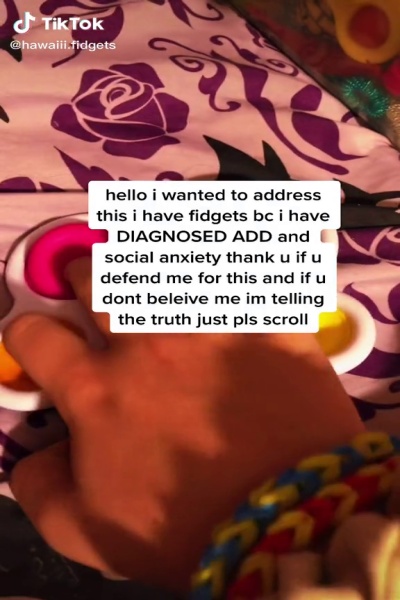 TikTok
@hawaiii.fidgets
hello i wanted to address
this i have fidgets bc i have
DIAGNOSED ADD and
social anxiety thank u if u
defend me for this and if u
dont beleive me im telling
the truth just pls scroll